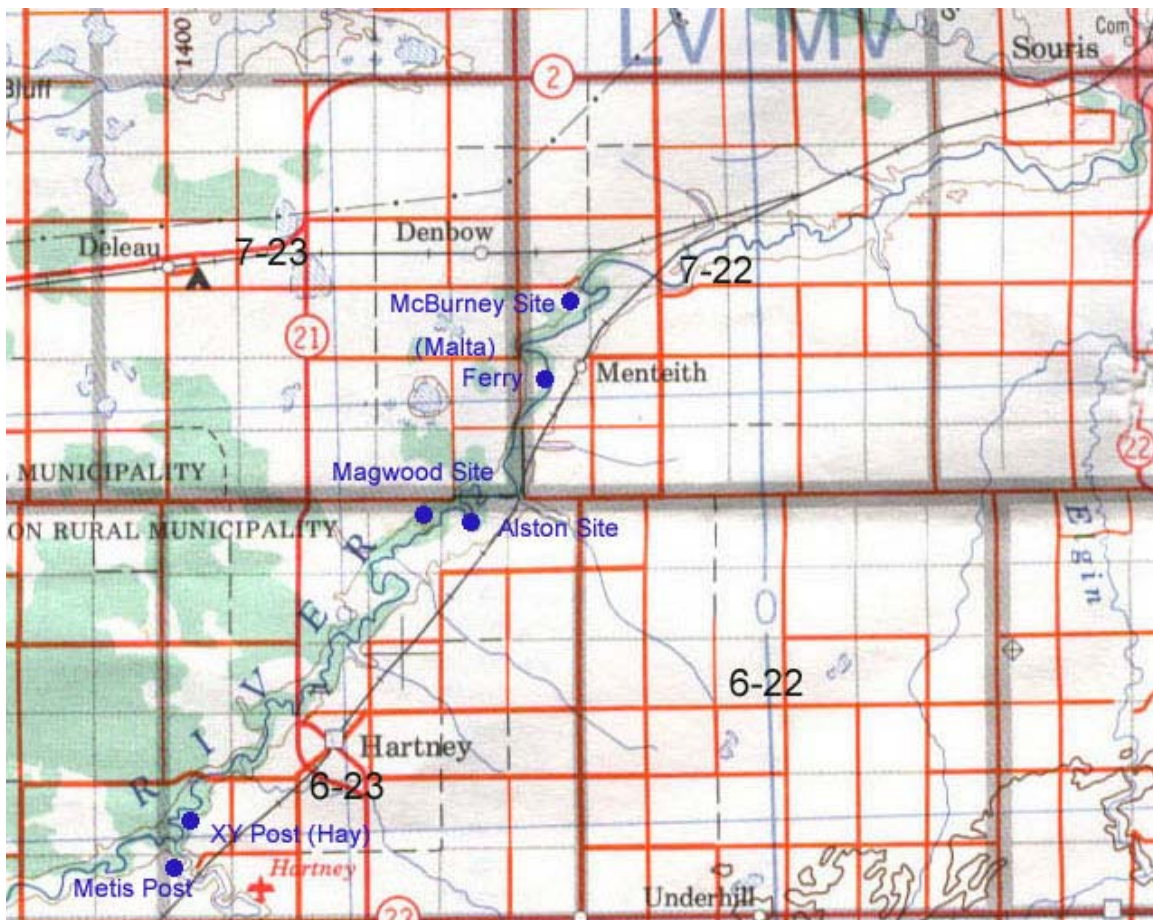 1400
LV MV
Com
Souris
Bluff
2
Deleau
7-23
Denbow
7-22
McBurney Site
21
(Malta)
Ferry
Menteith
22
MUNICIPALITY
Magwood Site
ON RURAL MUNICIPALITY
Alston Site
Elgin
RIVER
6-22
Hartney
6-23
XY Post (Hay)
Metis Post
Hartney
Underhill